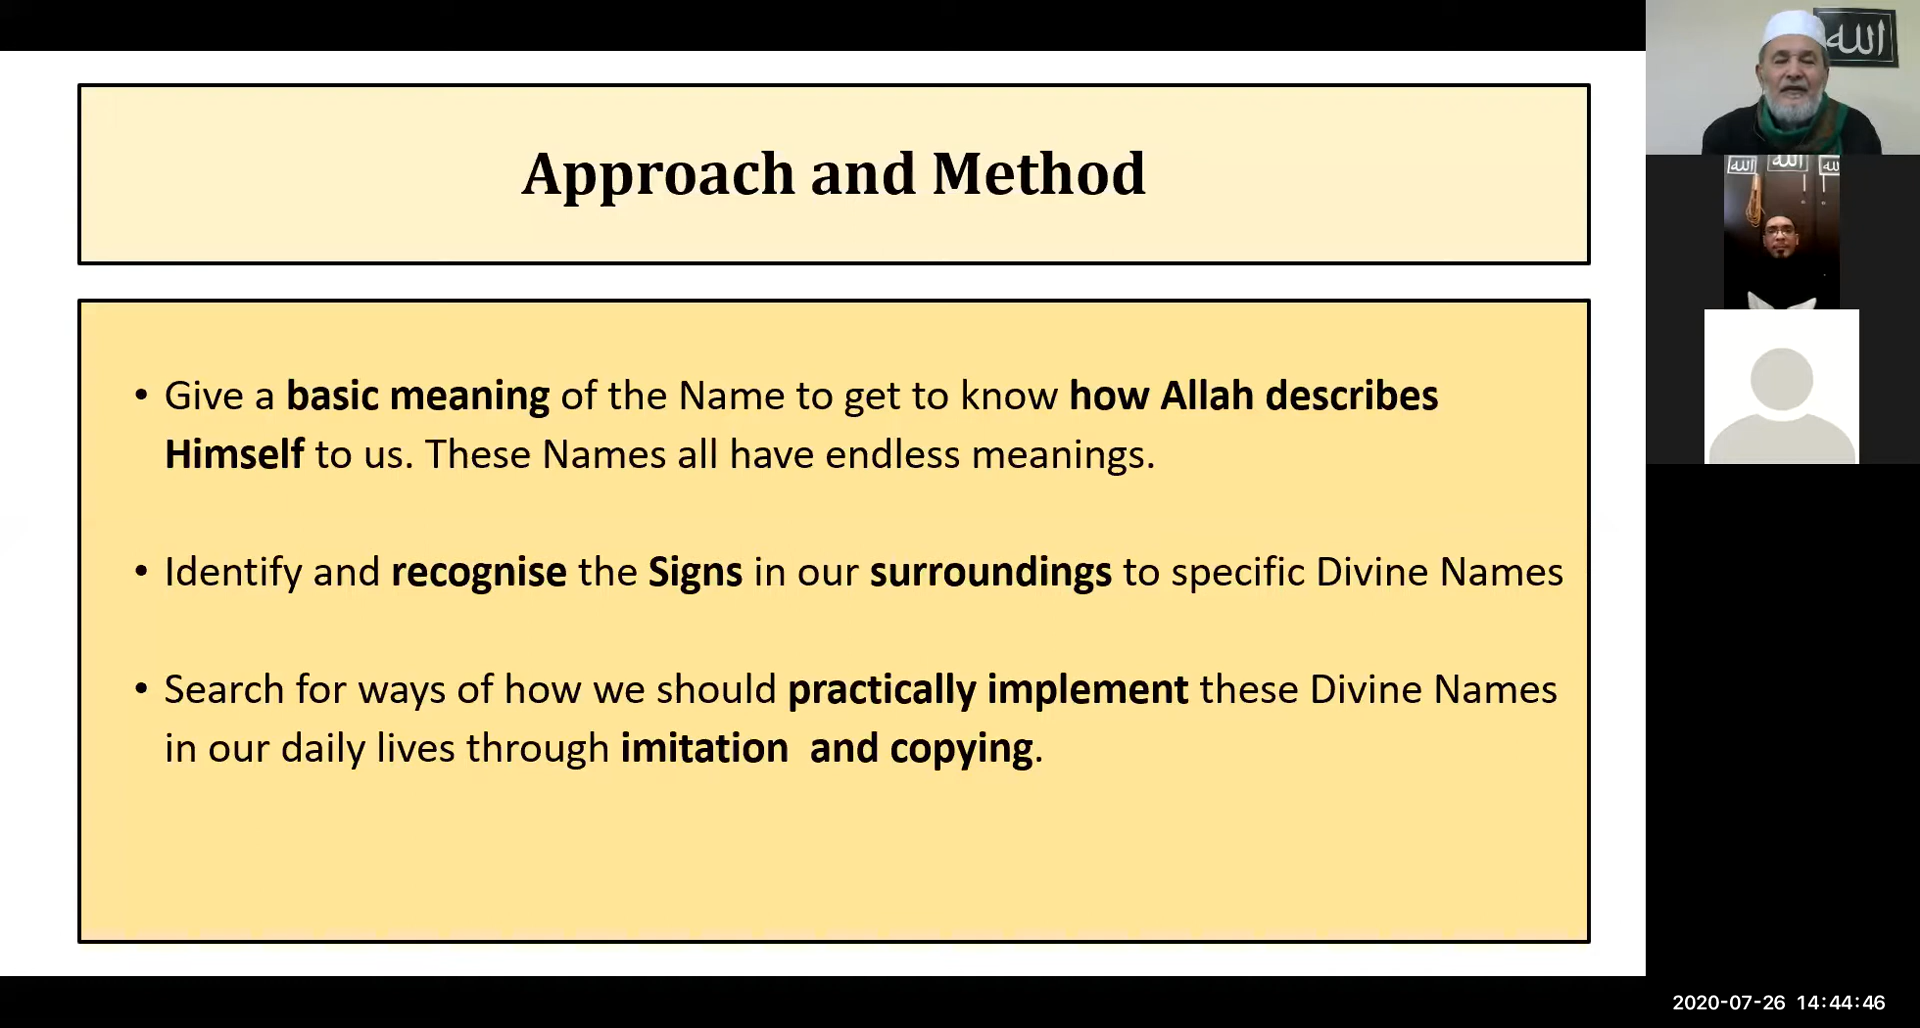 Approach and Method
• Give a basic meaning of the Name to get to know how Allah describes
Himself to us. These Names all have endless meanings.
• Identify and recognise the Signs in our surroundings to specific Divine Names
• Search for ways of how we should practically implement these Divine Names
in our daily lives through imitation  and copying.
الله
الله
الله
الله
2020-07-26 14:44:46